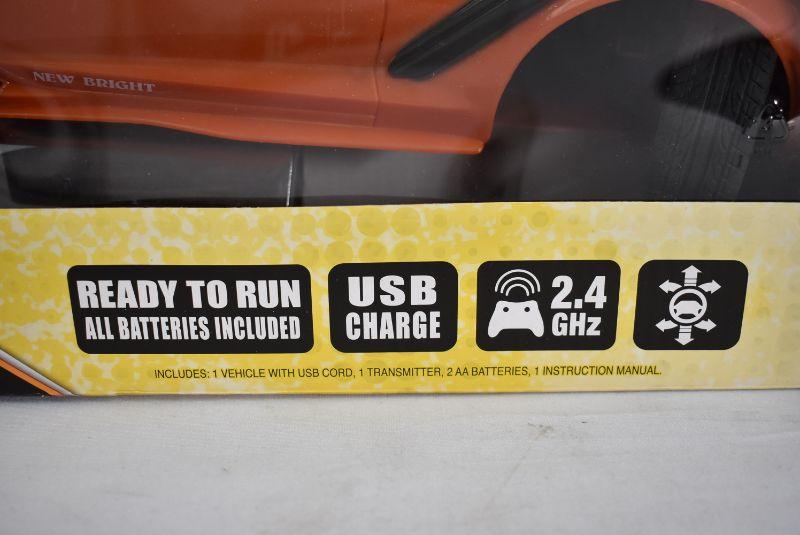 NEW BRIGHT
READY TO RUN
ALL BATTERIES INCLUDED
USB
CHARGE
2.4
GHz
INCLUDES: 1 VEHICLE WITH USB CORD, 1 TRANSMITTER, 2 AA BATTERIES, 1 INSTRUCTION MANUAL.